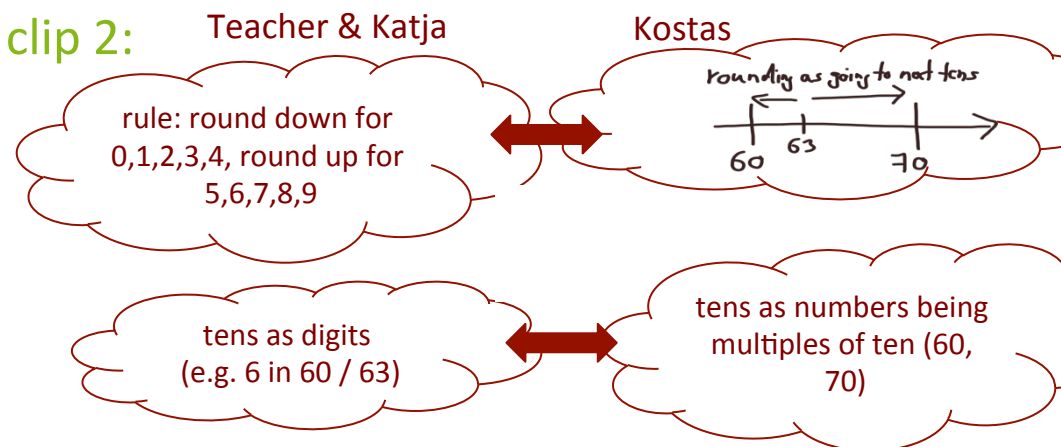 clip 2:
Teacher & Katja
Kostas
rule: round down for
0,1,2,3,4, round up for
5,6,7,8,9
rounding as going to next tens
60
63
70
tens as digits
(e.g. 6 in 60 / 63)
tens as numbers being
multiples of ten (60,
70)